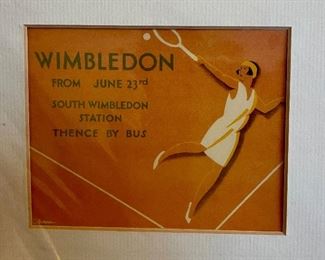 WIMBLEDON
FROM JUNE 23rd
SOUTH WIMBLEDON
STATION
THENCE BY BUS